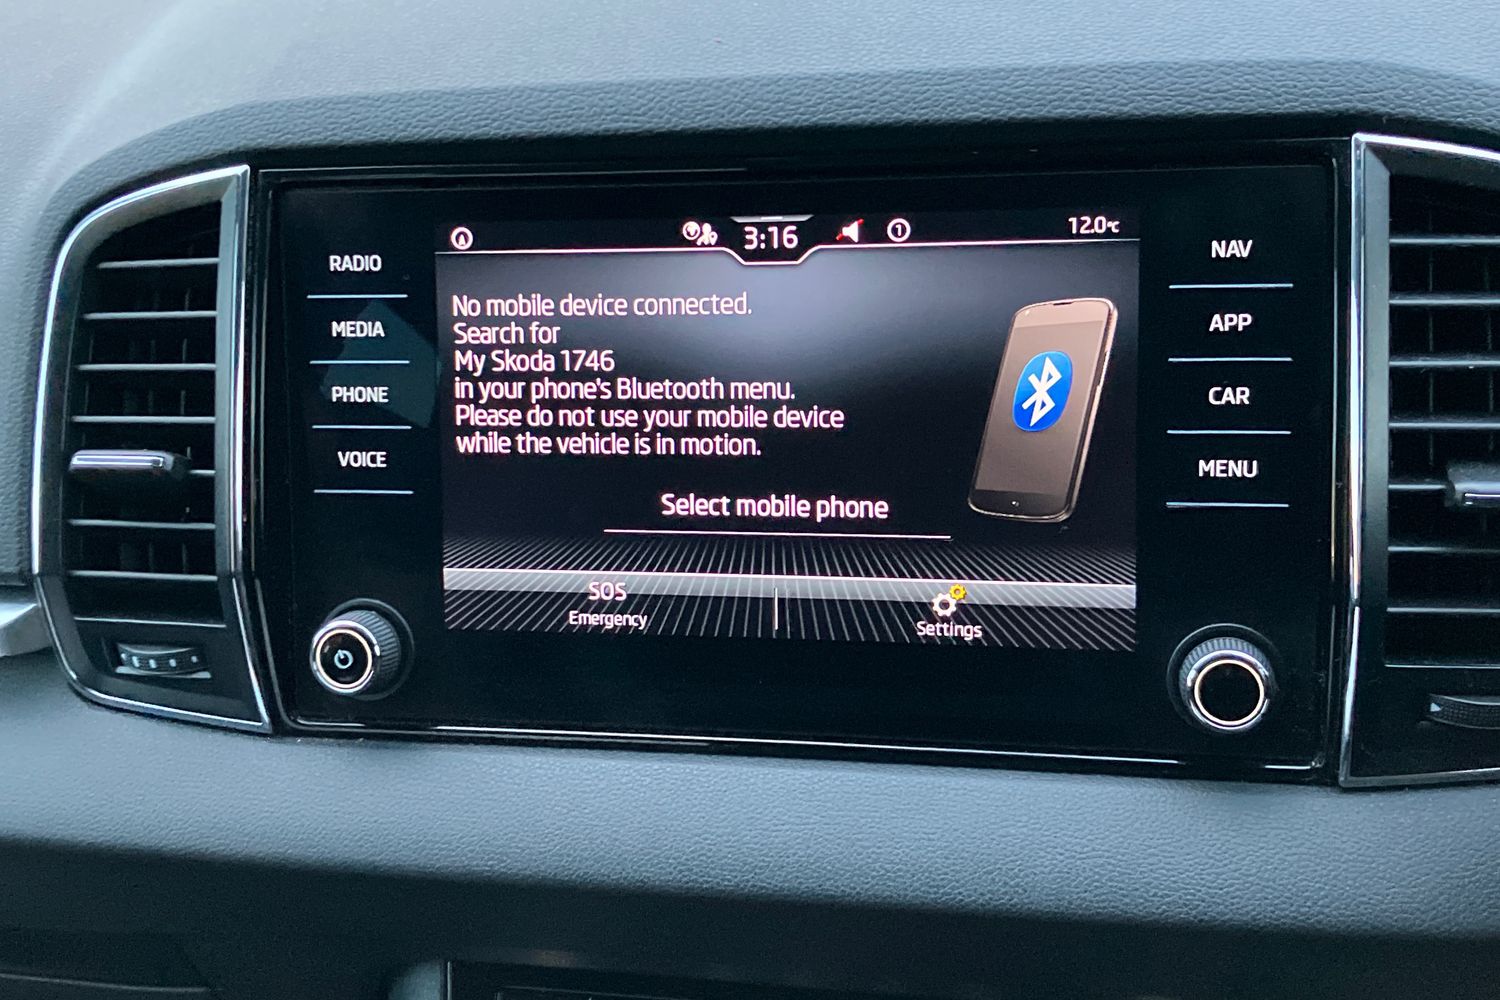 3:16
1
12.0°C
RADIO
MEDIA
PHONE
VOICE
No mobile device connected.
Search for
My Skoda 1746
in your phone's Bluetooth menu.
Please do not use your mobile device
while the vehicle is in motion.
Select mobile phone
SOS
Emergency
Settings
NAV
APP
CAR
MENU